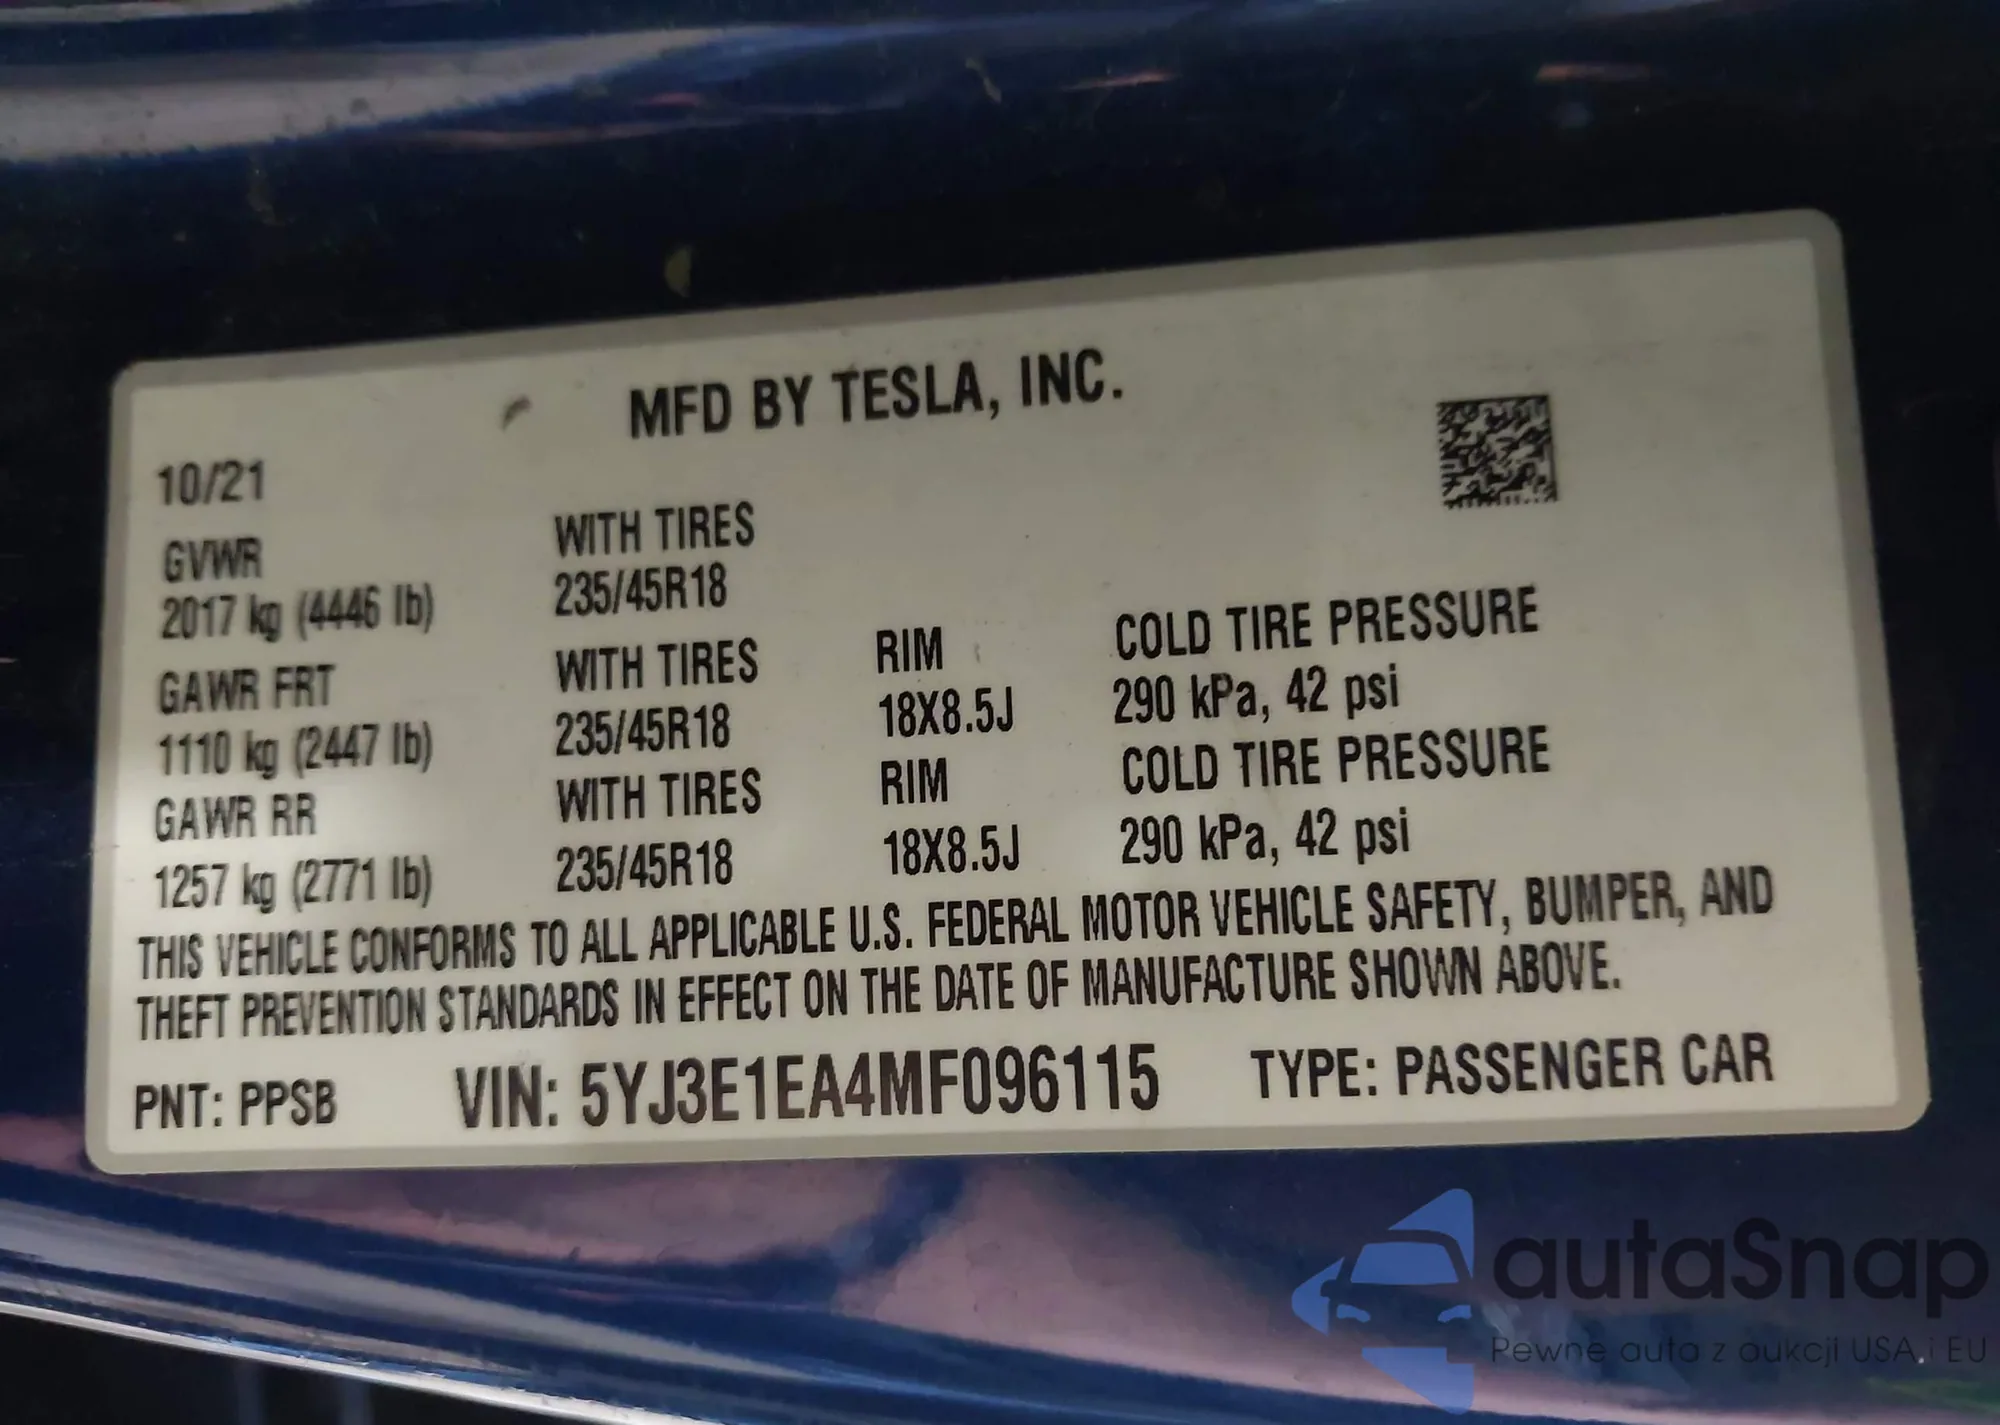 MFD BY TESLA, INC.
10/21
GVWR WITH TIRES
2017 kg (4446 lb) 235/45R18
GAWR FRT WITH TIRES RIM COLD TIRE PRESSURE
1110 kg (2447 lb) 235/45R18 18X8.5J 290 kPa, 42 psi
GAWR RR WITH TIRES RIM COLD TIRE PRESSURE
1257 kg (2771 lb) 235/45R18 18X8.5J 290 kPa, 42 psi
THIS VEHICLE CONFORMS TO ALL APPLICABLE U.S. FEDERAL MOTOR VEHICLE SAFETY, BUMPER, AND
THEFT PREVENTION STANDARDS IN EFFECT ON THE DATE OF MANUFACTURE SHOWN ABOVE.
PNT: PPSB VIN: 5YJ3E1EA4MF096115 TYPE: PASSENGER CAR
autaSnap
Pewne auta z aukcji USA i EU